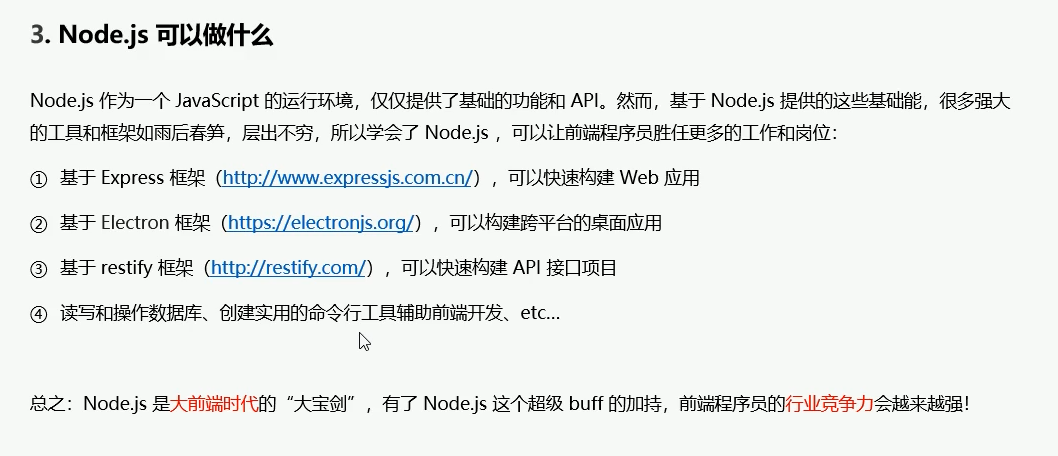 3. Node.js 可以做什么
Node.js 作为一个 JavaScript 的运行环境，仅仅提供了基础的功能和 API。然而，基于 Node.js 提供的这些基础能，很多强大
的工具和框架如雨后春笋，层出不穷，所以学会了 Node.js ，可以让前端程序员胜任更多的工作和岗位：
① 基于 Express 框架（http://www.expressjs.com.cn/），可以快速构建 Web 应用
② 基于 Electron 框架（https://electronjs.org/），可以构建跨平台的桌面应用
③ 基于 restify 框架（http://restify.com/），可以快速构建 API 接口项目
④ 读写和操作数据库、创建实用的命令行工具辅助前端开发、etc...
总之：Node.js 是大前端时代的“大宝剑”，有了 Node.js 这个超级 buff 的加持，前端程序员的行业竞争力会越来越强！